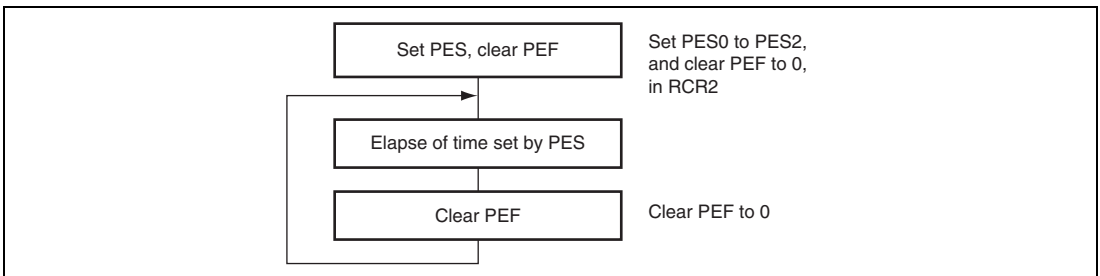 Set PES, clear PEF
Set PES0 to PES2,
and clear PEF to 0,
in RCR2
Elapse of time set by PES
Clear PEF
Clear PEF to 0